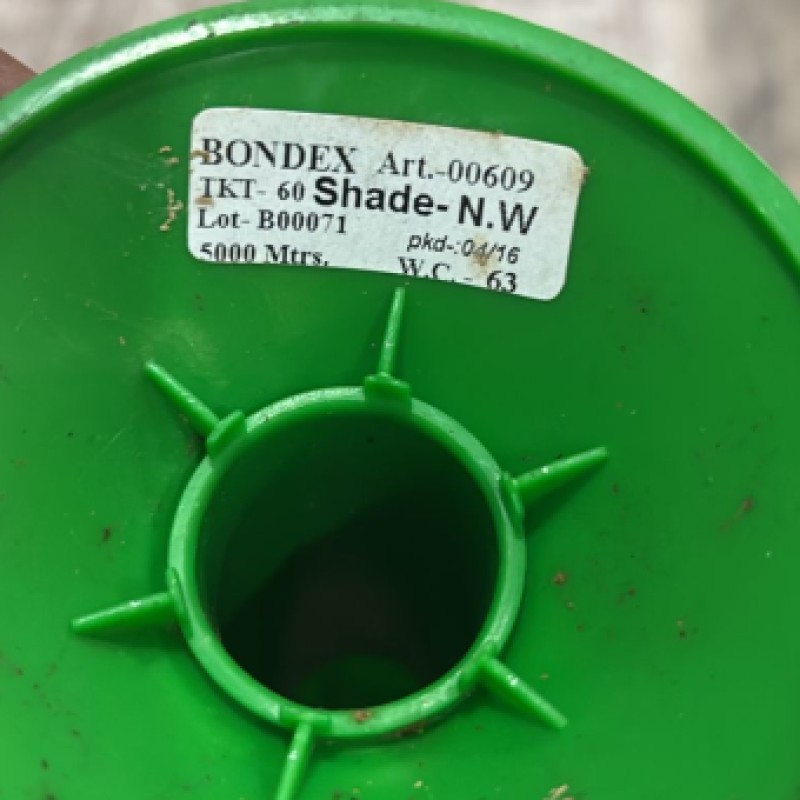 BONDEX Art.-00609
TKT- 60 Shade- N.W
Lot- B00071 pkd-:04/16
5000 Mtrs. W.C.- 63